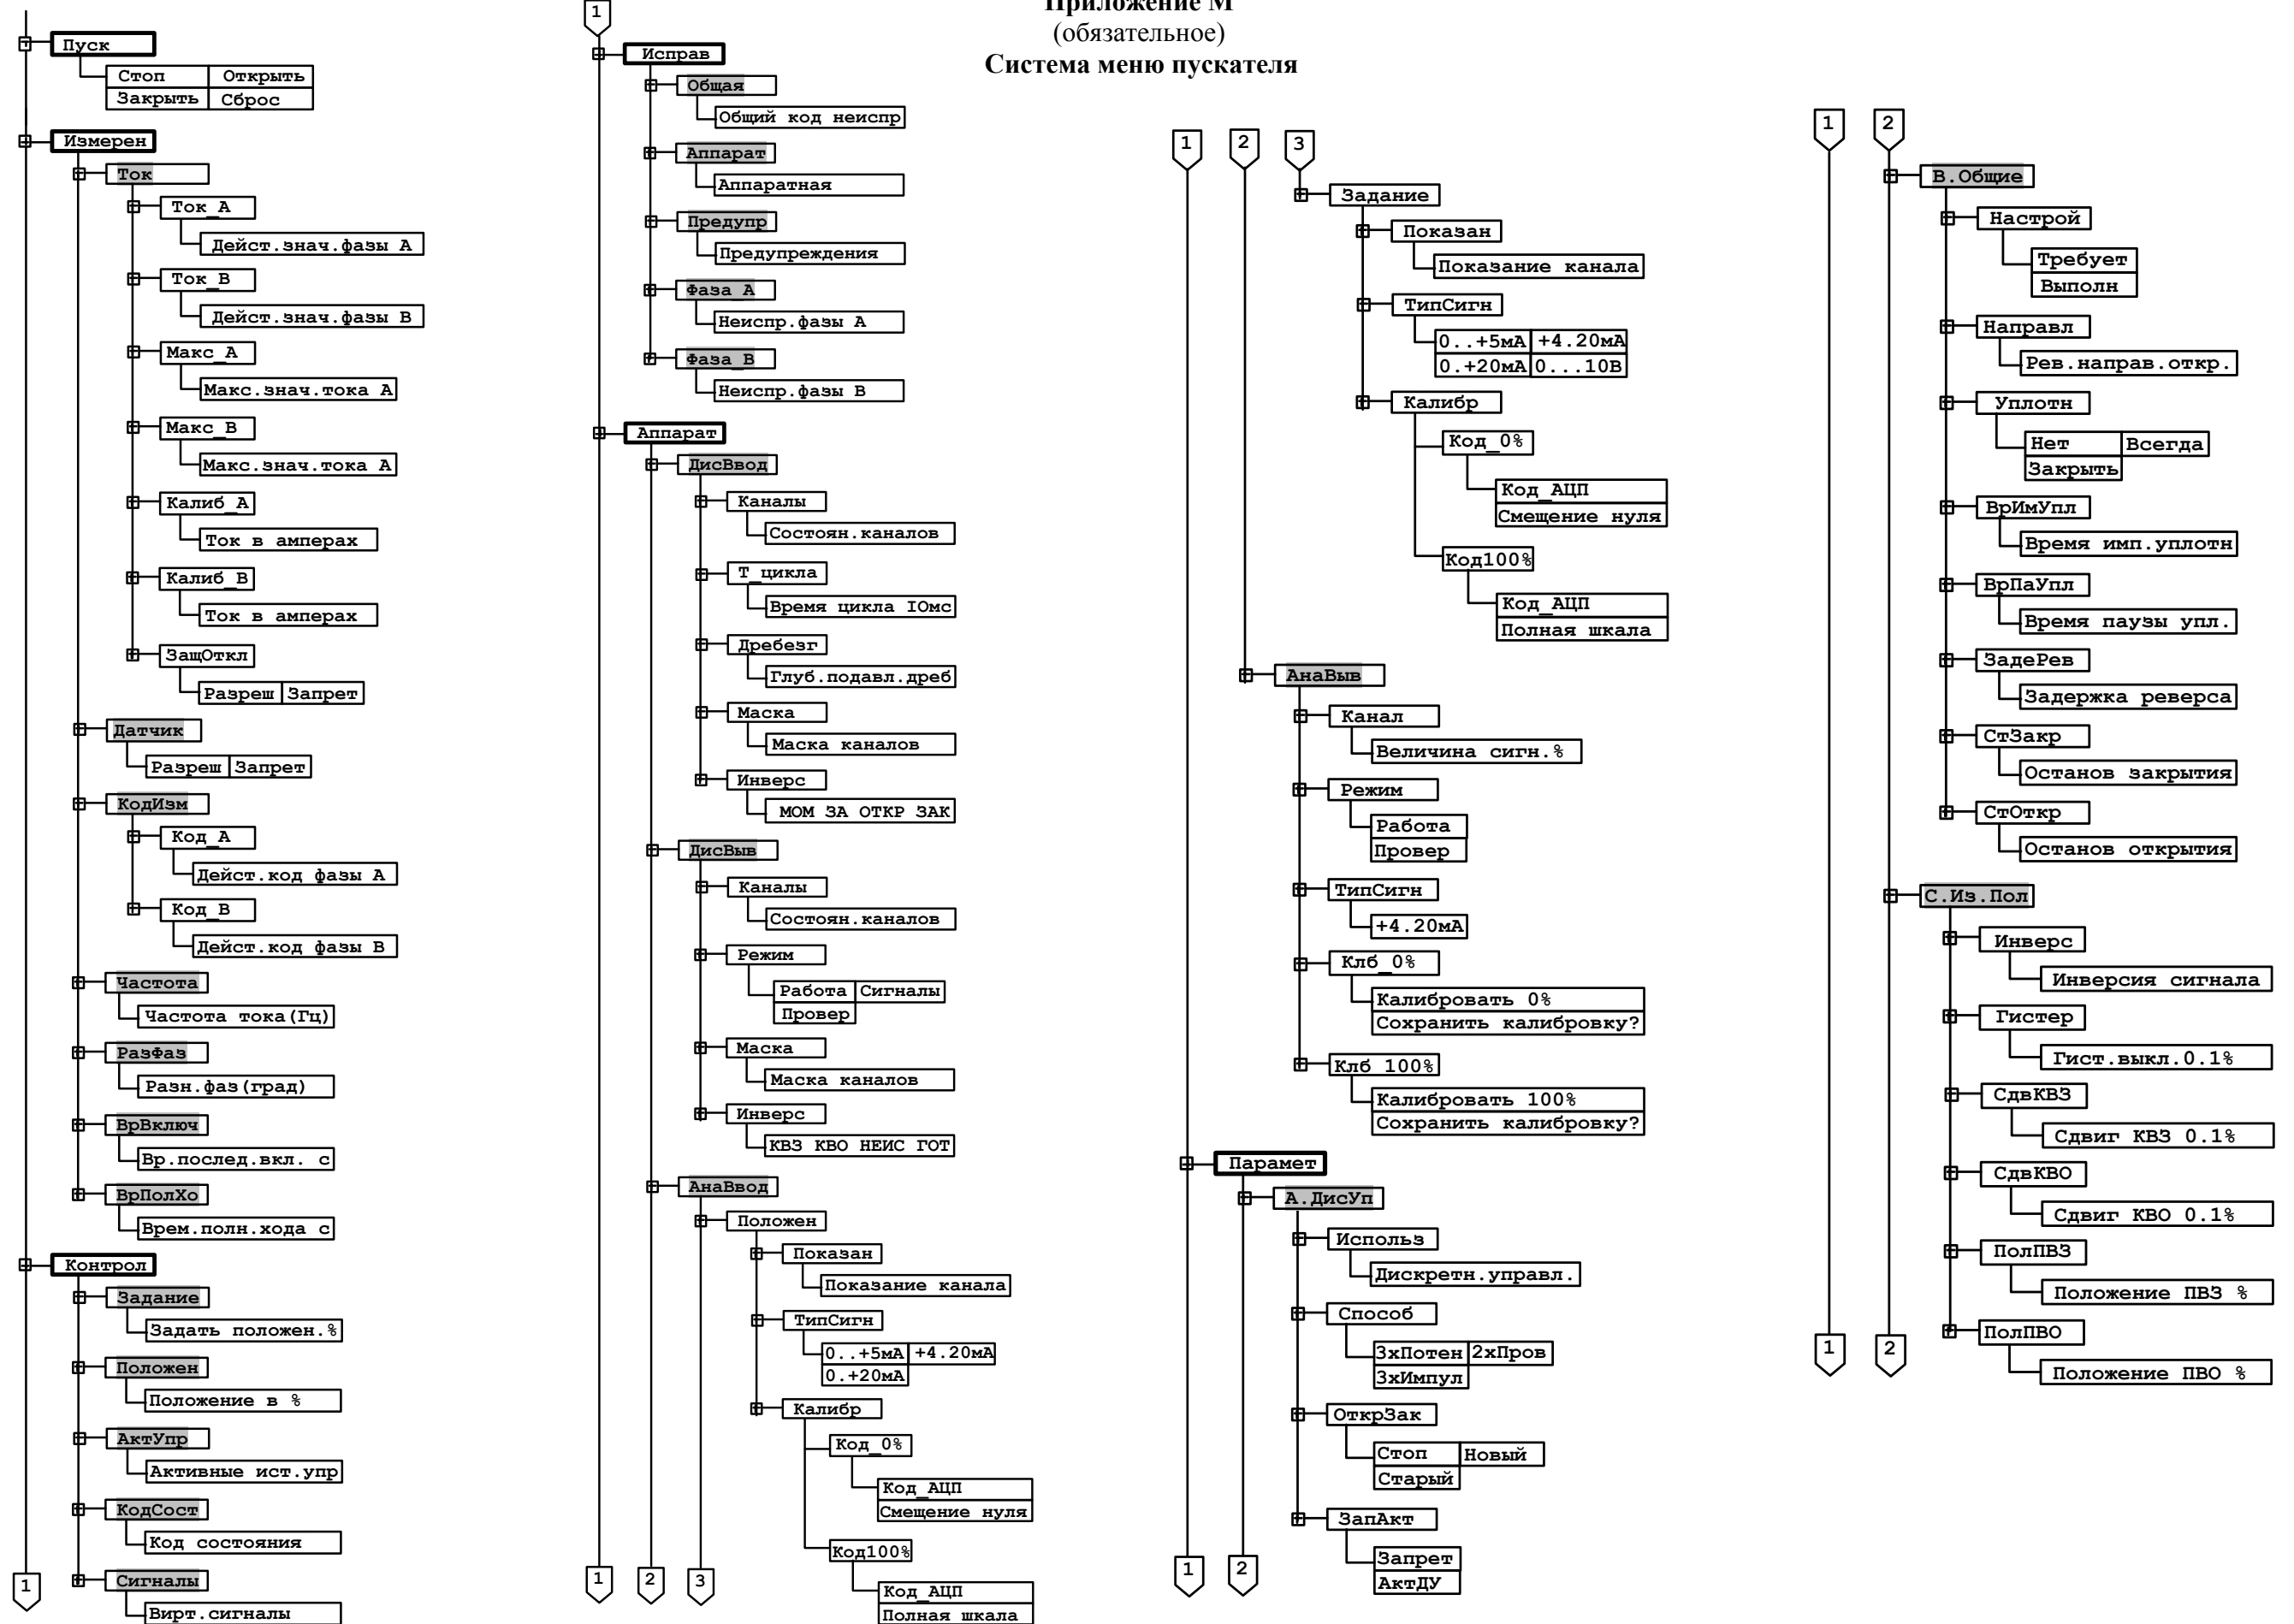 Приложение М
(обязательное)
Система меню пускателя
Пуск
Стоп Открыть
Закрыть Сброс
Измерен
Ток
Ток_А
Дейст.знач.фазы А
Ток_В
Дейст.знач.фазы В
Макс_А
Макс.знач.тока А
Макс_В
Макс.знач.тока А
Калиб_А
Ток в амперах
Калиб_В
Ток в амперах
ЗащОткл
Разреш Запрет
Датчик
Разреш Запрет
КодИзм
Код_А
Дейст.код фазы А
Код_В
Дейст.код фазы В
Частота
Частота тока(Гц)
РазФаз
Разн.фаз(град)
ВрВключ
Вр.послед.вкл. с
ВрПолХо
Врем.полн.хода с
Контрол
Задание
Задать положен.%
Положен
Положение в %
АктУпр
Активные ист.упр
КодСост
Код состояния
Сигналы
Вирт.сигналы
1
1
Исправ
Общая
Общий код неиспр
Аппарат
Аппаратная
Предупр
Предупреждения
Фаза_А
Неиспр.фазы А
Фаза_В
Неиспр.фазы В
Аппарат
ДисВвод
Каналы
Состоян.каналов
Т_цикла
Время цикла IОмс
Дребезг
Глуб.подавл.дреб
Маска
Маска каналов
Инверс
МОМ ЗА ОТКР ЗАК
ДисВыв
Каналы
Состоян.каналов
Режим
Работа Сигналы
Провер
Маска
Маска каналов
Инверс
КВЗ КВО НЕИС ГОТ
АнаВвод
Положен
Показан
Показание канала
ТипСигн
0..+5мА +4.20мА
0.+20мА
Калибр
Код_0%
Код_АЦП
Смещение нуля
Код100%
Код_АЦП
Полная шкала
1 2 3
1 2 3
Задание
Показан
Показание канала
ТипСигн
0..+5мА +4.20мА
0.+20мА 0...10В
Калибр
Код_0%
Код_АЦП
Смещение нуля
Код100%
Код_АЦП
Полная шкала
АнаВыв
Канал
Величина сигн.%
Режим
Работа
Провер
ТипСигн
+4.20мА
Клб_0%
Калибровать 0%
Сохранить калибровку?
Клб 100%
Калибровать 100%
Сохранить калибровку?
Парамет
А.ДисУп
Использ
Дискретн.управл.
Способ
3хПотен 2хПров
3хИмпул
ОткрЗак
Стоп Новый
Старый
ЗапАкт
Запрет
АктДУ
1 2
1 2
В.Общие
Настрой
Требует
Выполн
Направл
Рев.направ.откр.
Уплотн
Нет Всегда
Закрыть
ВрИмУпл
Время имп.уплотн
ВрПаУпл
Время паузы упл.
ЗадеРев
Задержка реверса
СтЗакр
Останов закрытия
СтОткр
Останов открытия
С.Из.Пол
Инверс
Инверсия сигнала
Гистер
Гист.выкл.0.1%
СдвКВЗ
Сдвиг КВЗ 0.1%
СдвКВО
Сдвиг КВО 0.1%
ПолПВЗ
Положение ПВЗ %
ПолПВО
Положение ПВО %
1 2